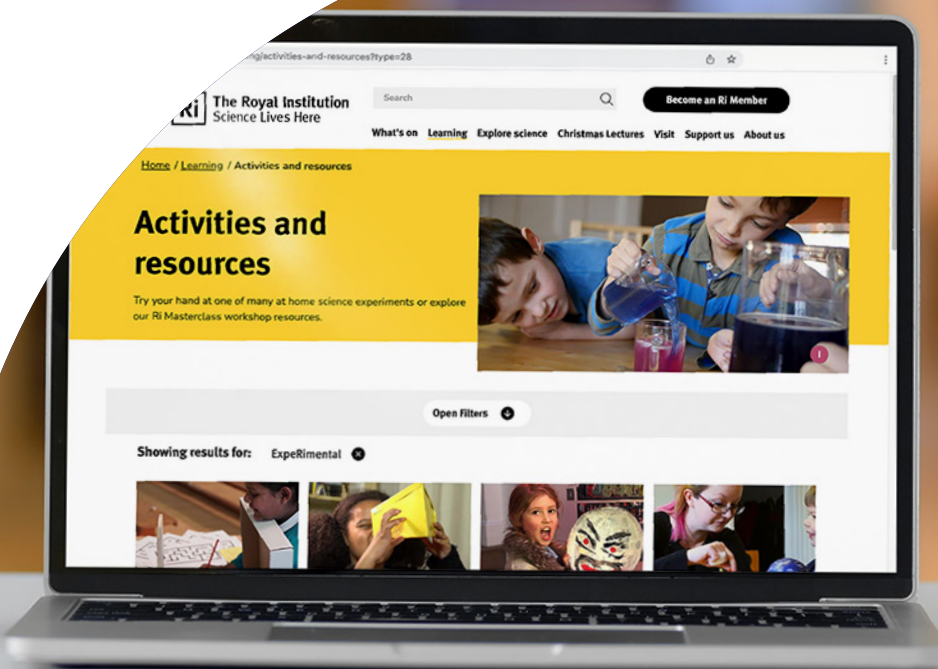 ng/activities-and-resources?type=28
Ri
The Royal Institution
Science Lives Here
Search
Become an Ri Member
What's on Learning Explore science Christmas Lectures Visit Support us About us
Home / Learning / Activities and resources
Activities and
resources
Try your hand at one of many at home science experiments or explore
our Ri Masterclass workshop resources.
Open Filters
Showing results for: ExpeRimental